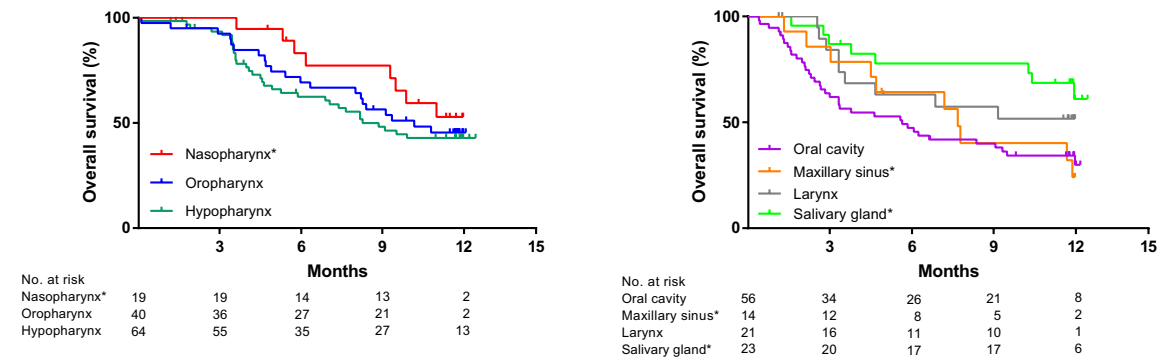 100
50
0
Overall survival (%)
Nasopharynx*
Oropharynx
Hypopharynx
3 6 9 12 15
Months
No. at risk
Nasopharynx* 19 19 14 13 2
Oropharynx 40 36 27 21 2
Hypopharynx 64 55 35 27 13
100
50
0
Overall survival (%)
Oral cavity
Maxillary sinus*
Larynx
Salivary gland*
3 6 9 12 15
Months
No. at risk
Oral cavity 56 34 26 21 8
Maxillary sinus* 14 12 8 5 2
Larynx 21 16 11 10 1
Salivary gland* 23 20 17 17 6